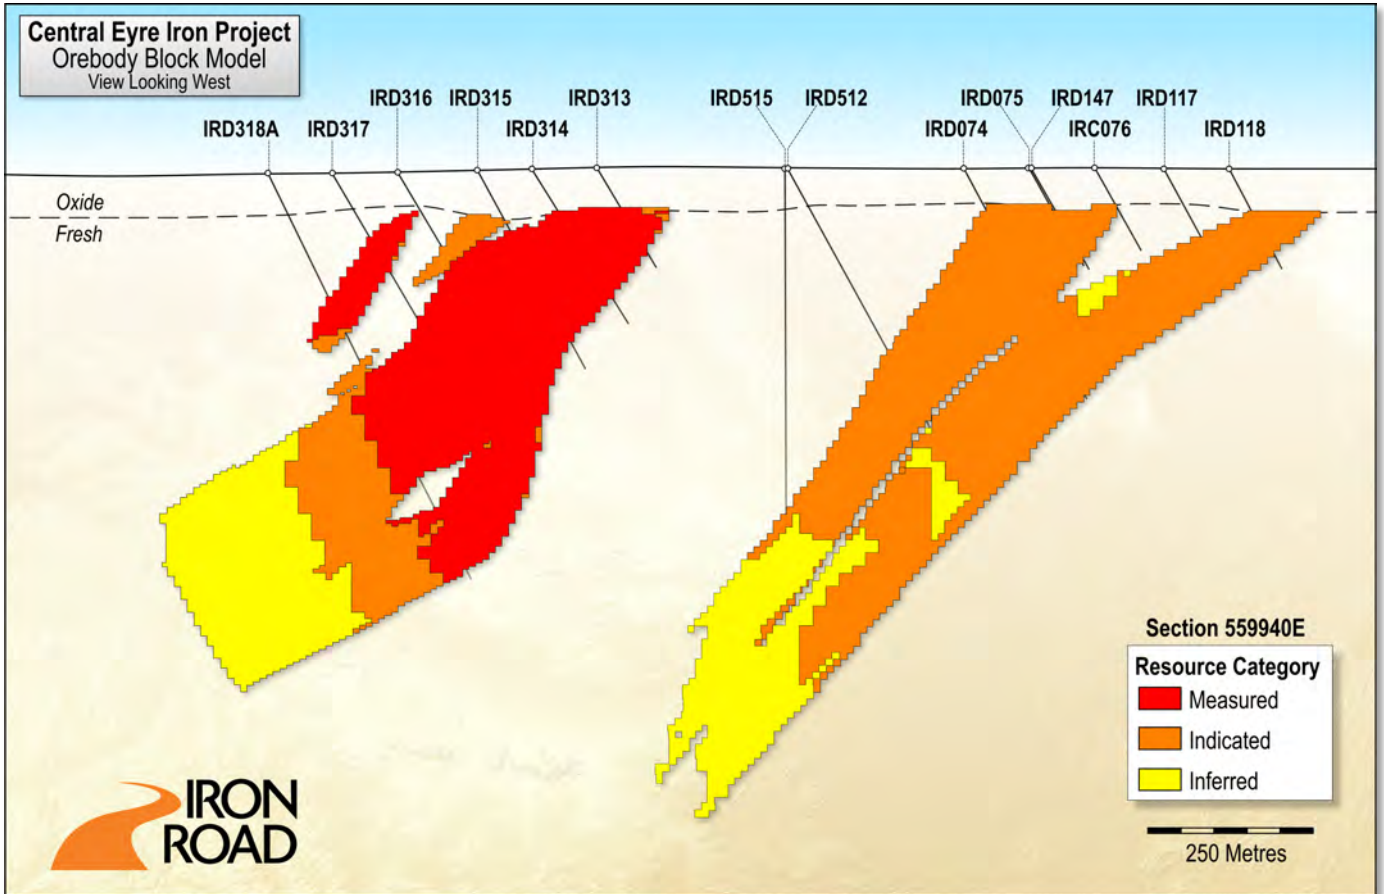 Central Eyre Iron Project
Orebody Block Model
View Looking West
IRD316 IRD315 IRD313 IRD515 IRD512 IRD075 IRD147 IRD117
IRD318A IRD317 IRD314 IRD074 IRC076 IRD118
Oxide
Fresh
Section 559940E
Resource Category
Measured
Indicated
Inferred
250 Metres
IRON
ROAD